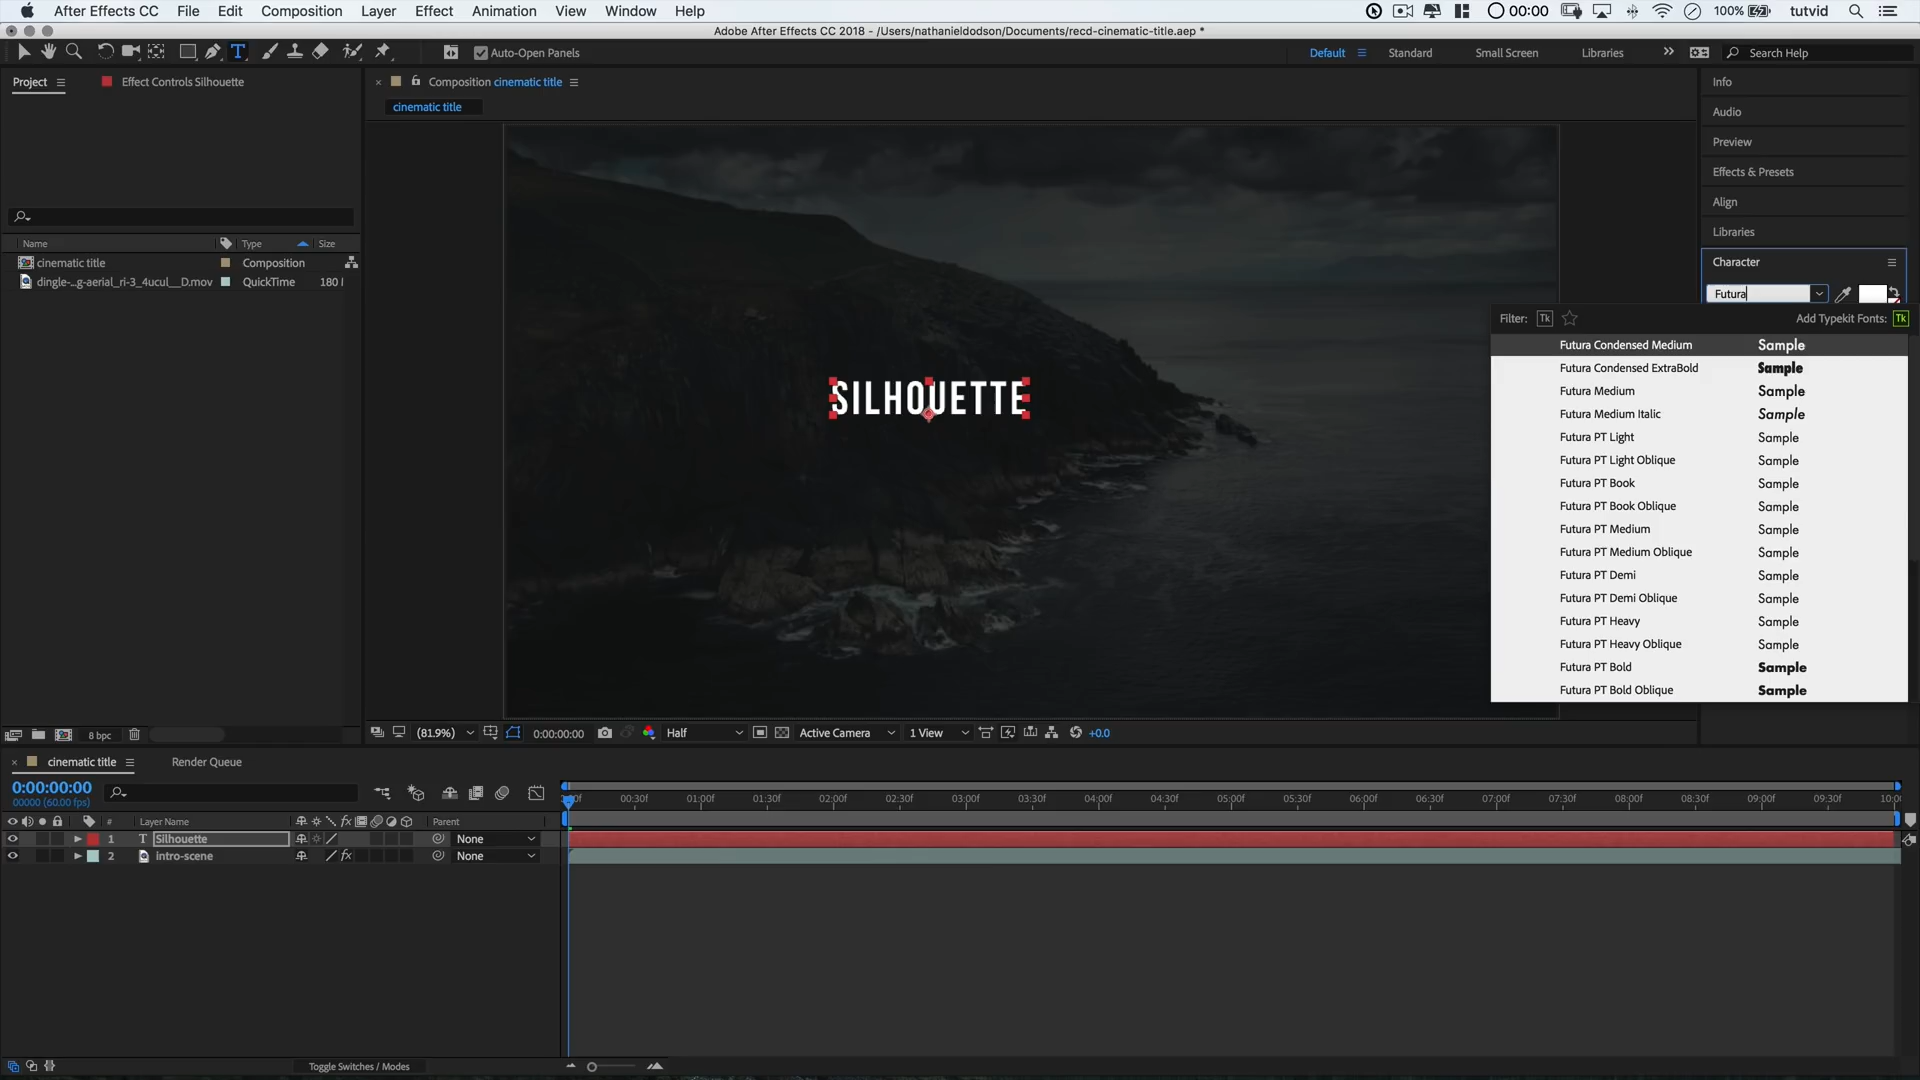 After Effects CC File Edit Composition Layer Effect Animation View Window Help 00:00 100% tutvid
Adobe After Effects CC 2018 - /Users/nathanieldodson/Documents/recd-cinematic-title.aep *
T Auto-Open Panels Default Standard Small Screen Libraries Search Help
Project Effect Controls Silhouette
Composition cinematic title
cinematic title
Info
Audio
Preview
Effects & Presets
Align
Libraries
Character
Futura
Filter: Tk Add Typekit Fonts: Tk
Futura Condensed Medium Sample
Futura Condensed ExtraBold Sample
Futura Medium Sample
Futura Medium Italic Sample
Futura PT Light Sample
Futura PT Light Oblique Sample
Futura PT Book Sample
Futura PT Book Oblique Sample
Futura PT Medium Sample
Futura PT Medium Oblique Sample
Futura PT Demi Sample
Futura PT Demi Oblique Sample
Futura PT Heavy Sample
Futura PT Heavy Oblique Sample
Futura PT Bold Sample
Futura PT Bold Oblique Sample
Name Type Size
cinematic title Composition
dingle-...g-aerial_ri-3_4ucul__D.mov QuickTime 180
SILHOUETTE
8 bpc
(81.9%) 0:00:00:00 Half Active Camera 1 View +0.0
cinematic title Render Queue
0:00:00:00
00000 (60.00 fps)
00:30f 01:00f 01:30f 02:00f 02:30f 03:00f 03:30f 04:00f 04:30f 05:00f 05:30f 06:00f 06:30f 07:00f 07:30f 08:00f 08:30f 09:00f 09:30f 10:00
# Layer Name fx Parent
1 T Silhouette None
2 intro-scene fx None
Toggle Switches / Modes